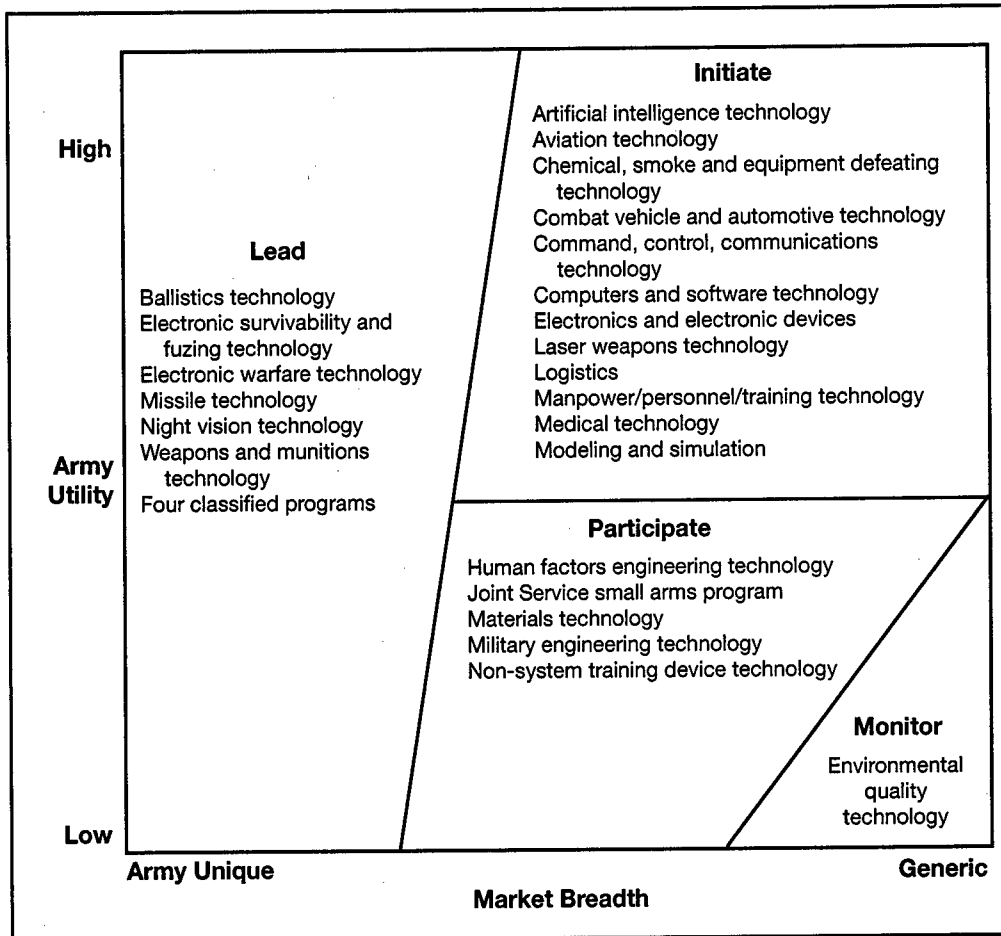 Initiate
Artificial intelligence technology
Aviation technology
Chemical, smoke and equipment defeating
technology
Combat vehicle and automotive technology
Command, control, communications
technology
Computers and software technology
Electronics and electronic devices
Laser weapons technology
Logistics
Manpower/personnel/training technology
Medical technology
Modeling and simulation
High
Lead
Ballistics technology
Electronic survivability and
fuzing technology
Electronic warfare technology
Missile technology
Night vision technology
Weapons and munitions
technology
Four classified programs
Army
Utility
Participate
Human factors engineering technology
Joint Service small arms program
Materials technology
Military engineering technology
Non-system training device technology
Monitor
Environmental
quality
technology
Low
Army Unique
Generic
Market Breadth